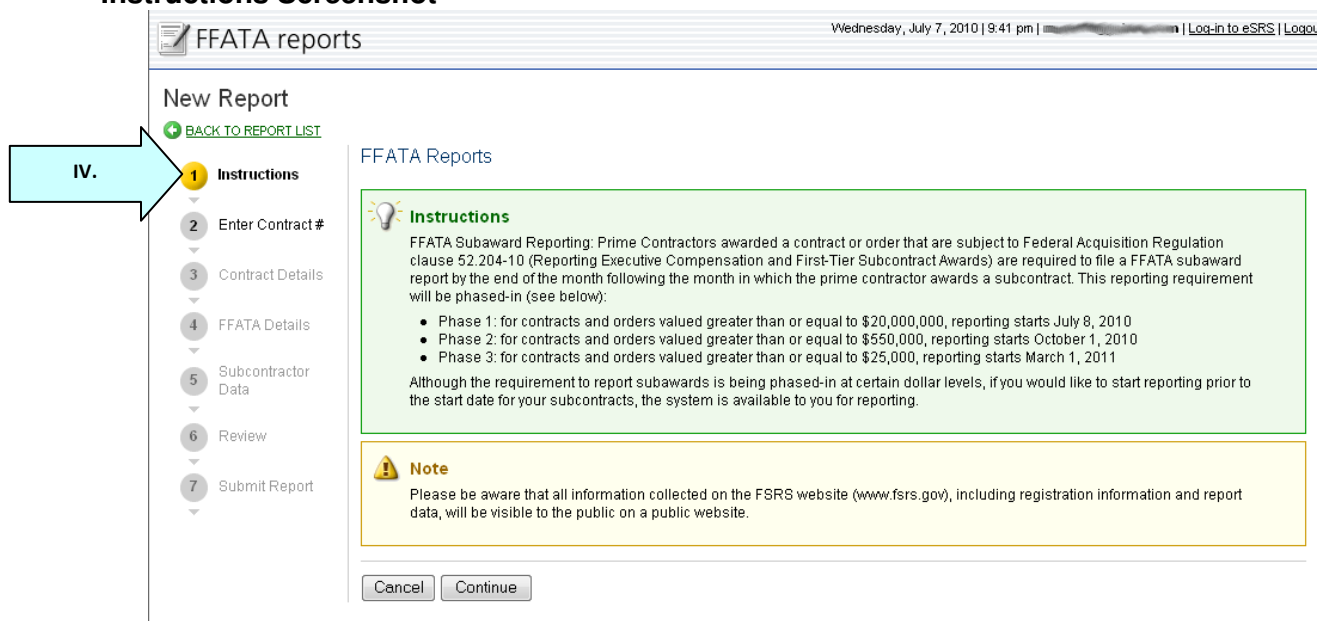 Instructions Screenshot
FFATA reports
Wednesday, July 7, 2010 | 9:41 pm | | Log-in to eSRS | Logou
New Report
BACK TO REPORT LIST
IV.
1 Instructions
2 Enter Contract #
3 Contract Details
4 FFATA Details
5 Subcontractor
Data
6 Review
7 Submit Report
FFATA Reports
Instructions
FFATA Subaward Reporting: Prime Contractors awarded a contract or order that are subject to Federal Acquisition Regulation
clause 52.204-10 (Reporting Executive Compensation and First-Tier Subcontract Awards) are required to file a FFATA subaward
report by the end of the month following the month in which the prime contractor awards a subcontract. This reporting requirement
will be phased-in (see below):
● Phase 1: for contracts and orders valued greater than or equal to $20,000,000, reporting starts July 8, 2010
● Phase 2: for contracts and orders valued greater than or equal to $550,000, reporting starts October 1, 2010
● Phase 3: for contracts and orders valued greater than or equal to $25,000, reporting starts March 1, 2011
Although the requirement to report subawards is being phased-in at certain dollar levels, if you would like to start reporting prior to
the start date for your subcontracts, the system is available to you for reporting.
Note
Please be aware that all information collected on the FSRS website (www.fsrs.gov), including registration information and report
data, will be visible to the public on a public website.
Cancel Continue